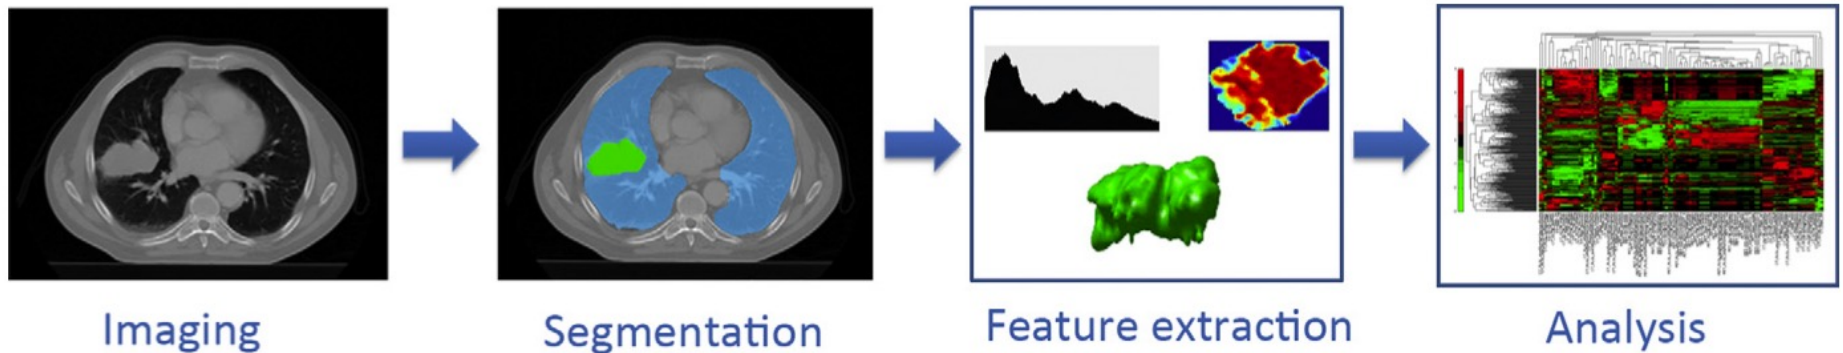 Imaging
Segmentation
Feature extraction
Analysis